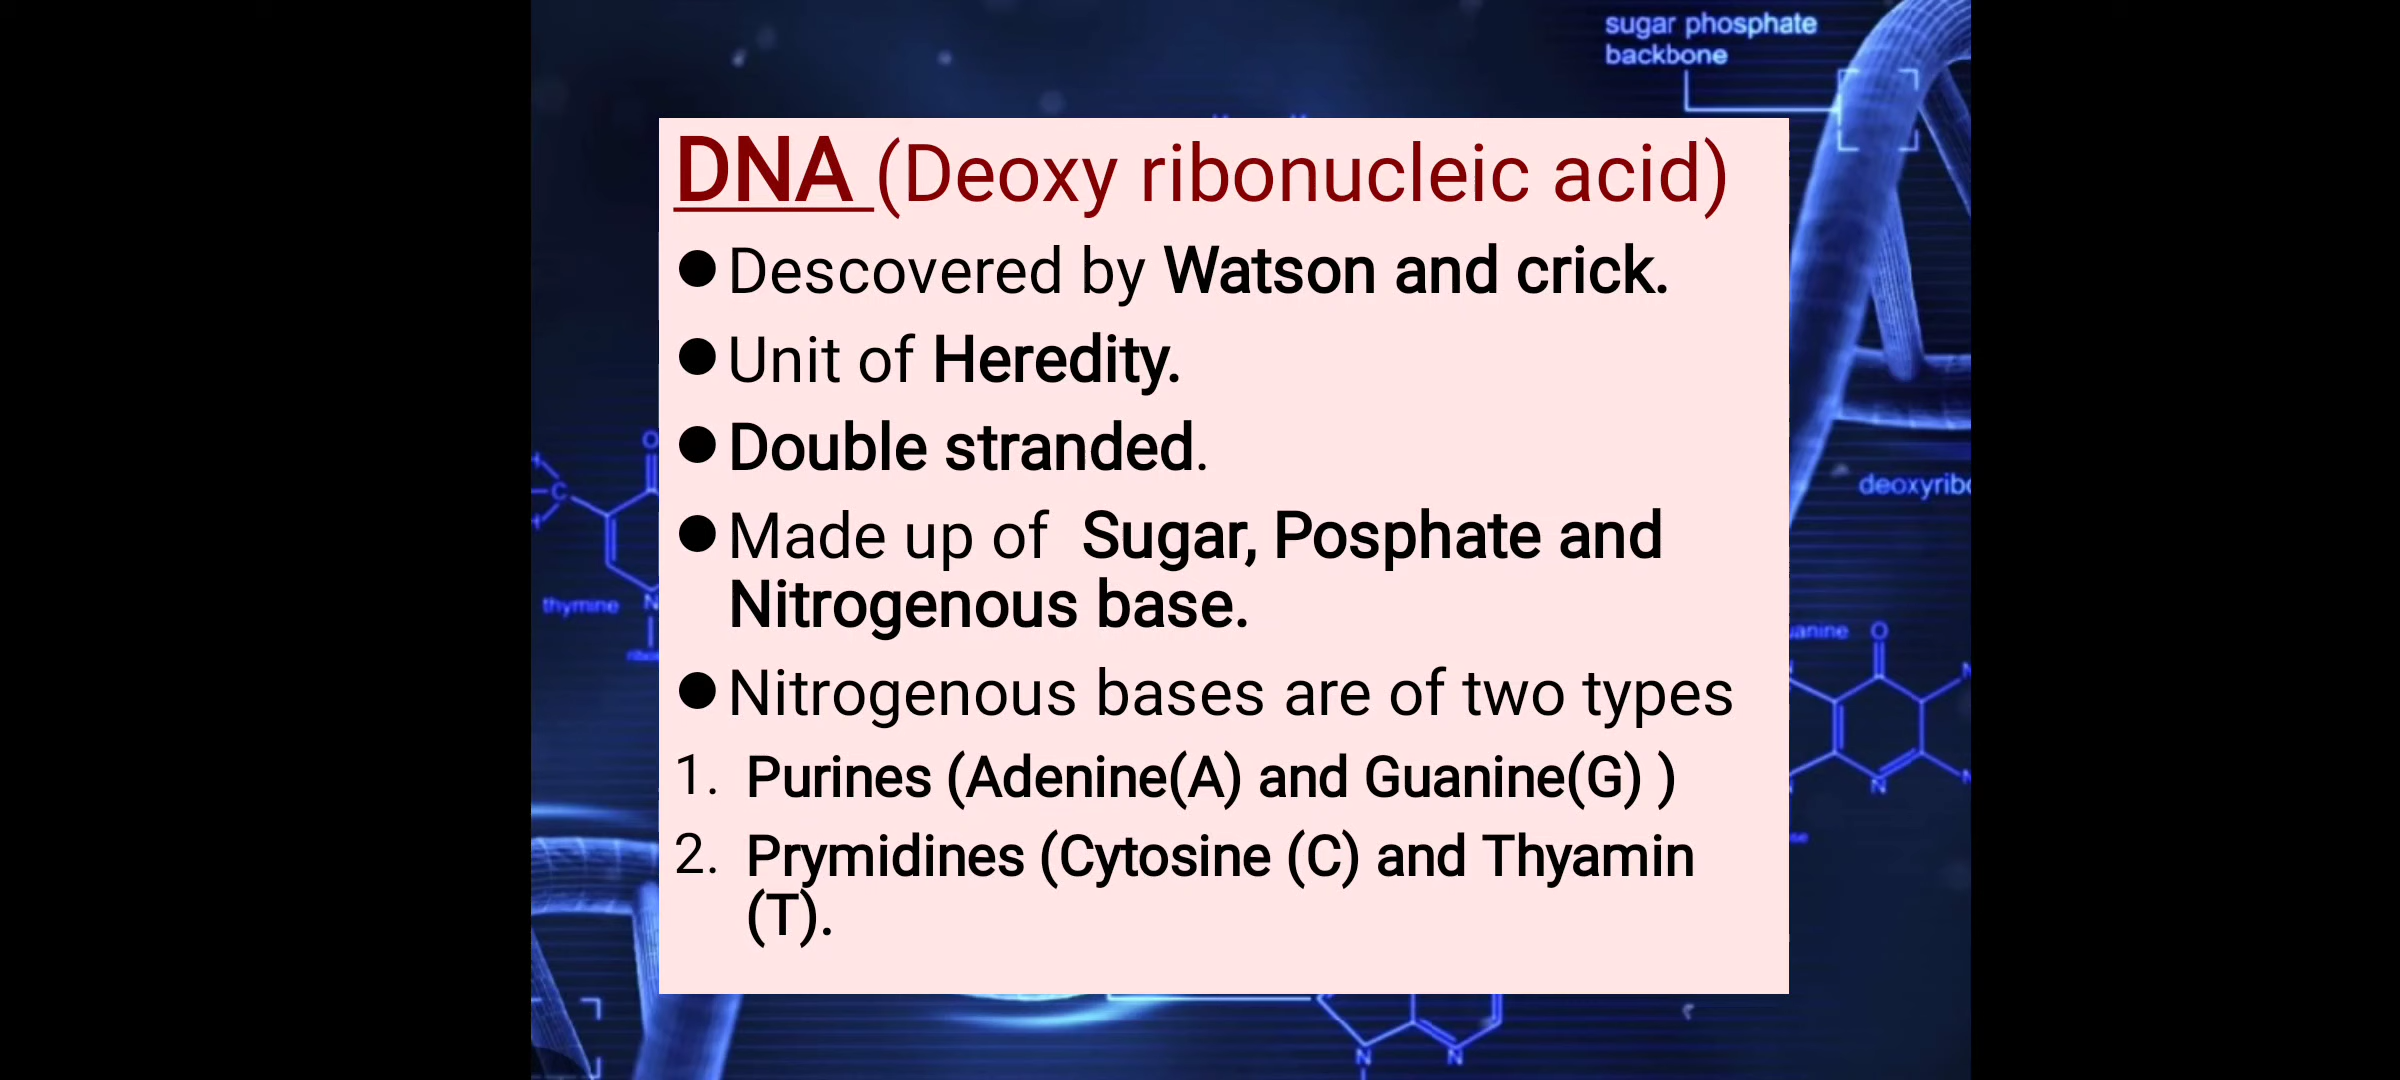 sugar phosphate
backbone
DNA (Deoxy ribonucleic acid)
● Descovered by Watson and crick.
● Unit of Heredity.
● Double stranded.
● Made up of Sugar, Posphate and
Nitrogenous base.
● Nitrogenous bases are of two types
1. Purines (Adenine(A) and Guanine(G) )
2. Prymidines (Cytosine (C) and Thyamin
(T).
O
C
thymine
N
O
N
N
N